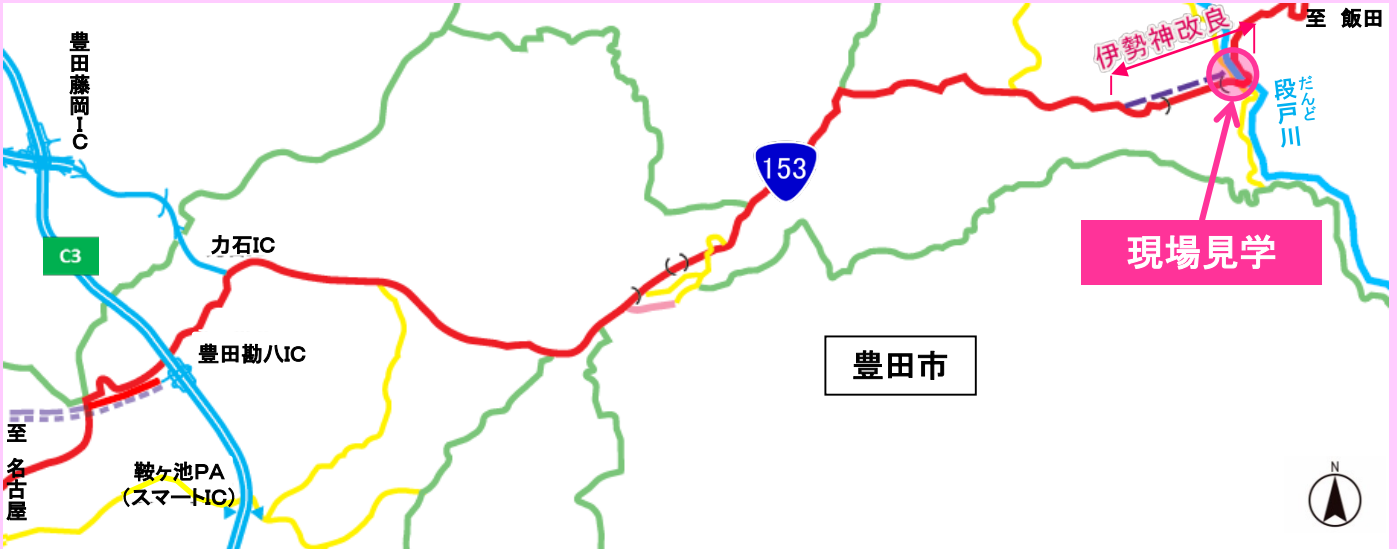 至 飯田
豊田藤岡IC
伊勢神改良
だんど
段戸川
153
力石IC
C3
現場見学
豊田勘八IC
豊田市
至 名古屋
鞍ヶ池PA
（スマートIC）
N